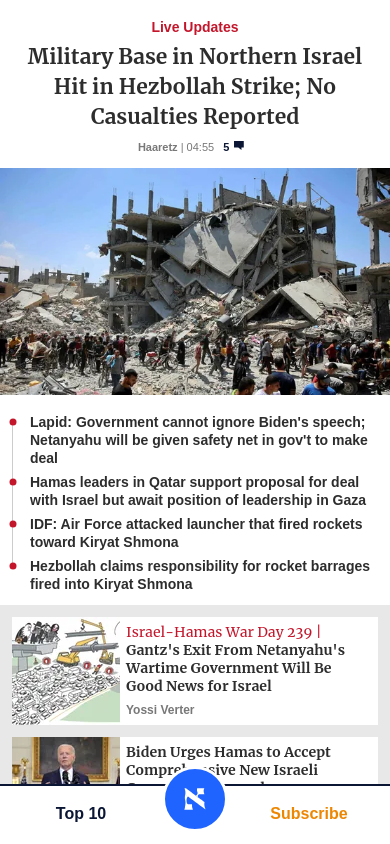 Live Updates
Military Base in Northern Israel
Hit in Hezbollah Strike; No
Casualties Reported
Haaretz | 04:55 5
Lapid: Government cannot ignore Biden's speech;
Netanyahu will be given safety net in gov't to make
deal
Hamas leaders in Qatar support proposal for deal
with Israel but await position of leadership in Gaza
IDF: Air Force attacked launcher that fired rockets
toward Kiryat Shmona
Hezbollah claims responsibility for rocket barrages
fired into Kiryat Shmona
Israel-Hamas War Day 239 |
Gantz's Exit From Netanyahu's
Wartime Government Will Be
Good News for Israel
Yossi Verter
Biden Urges Hamas to Accept
New Israeli
Top 10
Subscribe